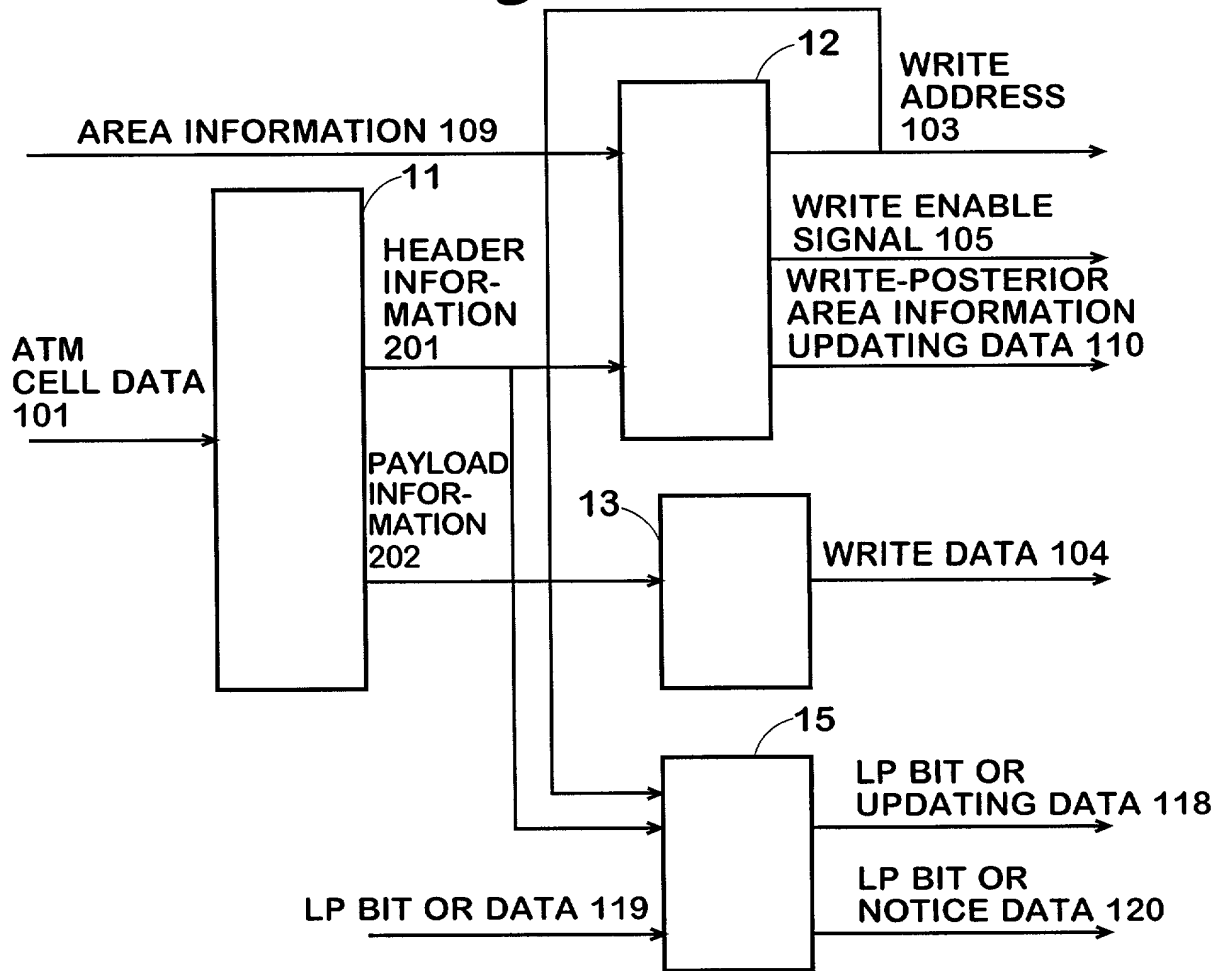 12
WRITE
ADDRESS
103
AREA INFORMATION 109
11
WRITE ENABLE
SIGNAL 105
HEADER
INFOR-
MATION
201
WRITE-POSTERIOR
AREA INFORMATION
UPDATING DATA 110
ATM
CELL DATA
101
PAYLOAD
INFOR-
MATION
202
13
WRITE DATA 104
15
LP BIT OR
UPDATING DATA 118
LP BIT OR DATA 119
LP BIT OR
NOTICE DATA 120